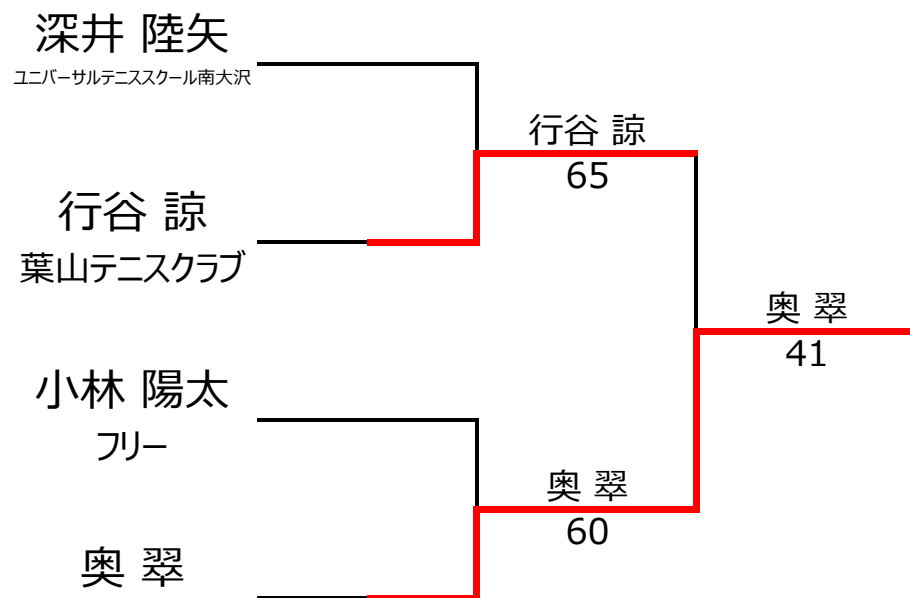 深井 陸矢
ユニバーサルテニススクール南大沢
行谷 諒
65
行谷 諒
葉山テニスクラブ
奥 翠
41
小林 陽太
フリー
奥 翠
60
奥 翠